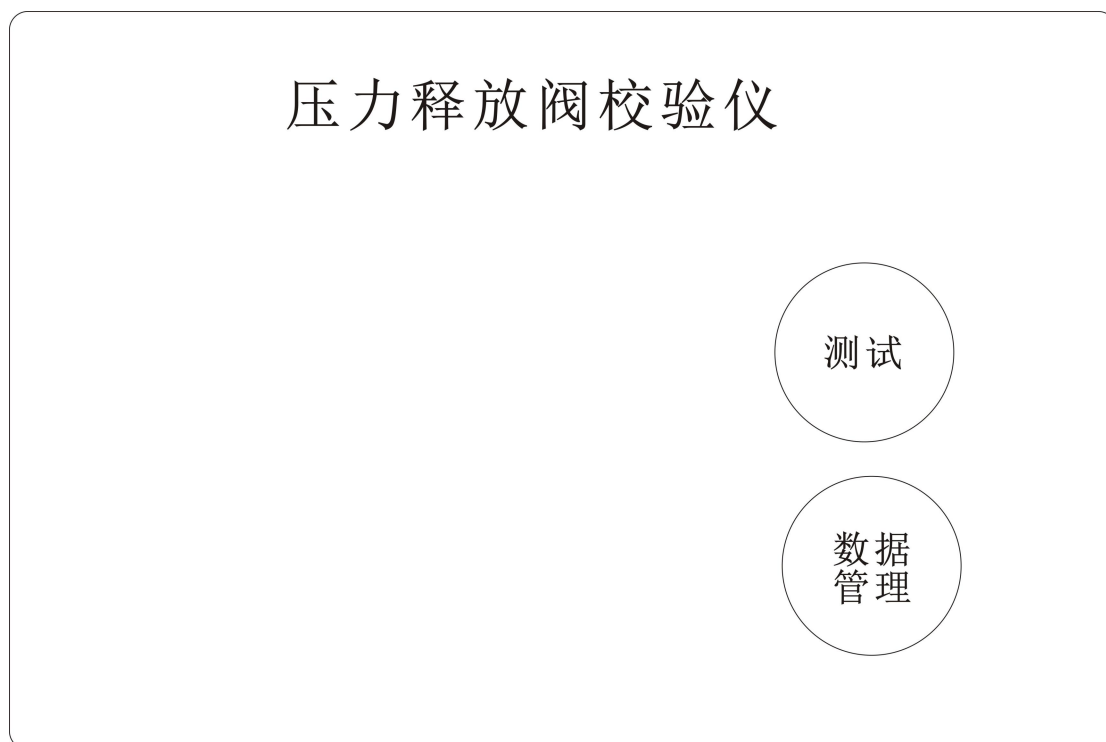 压力释放阀校验仪
测试
数据
管理